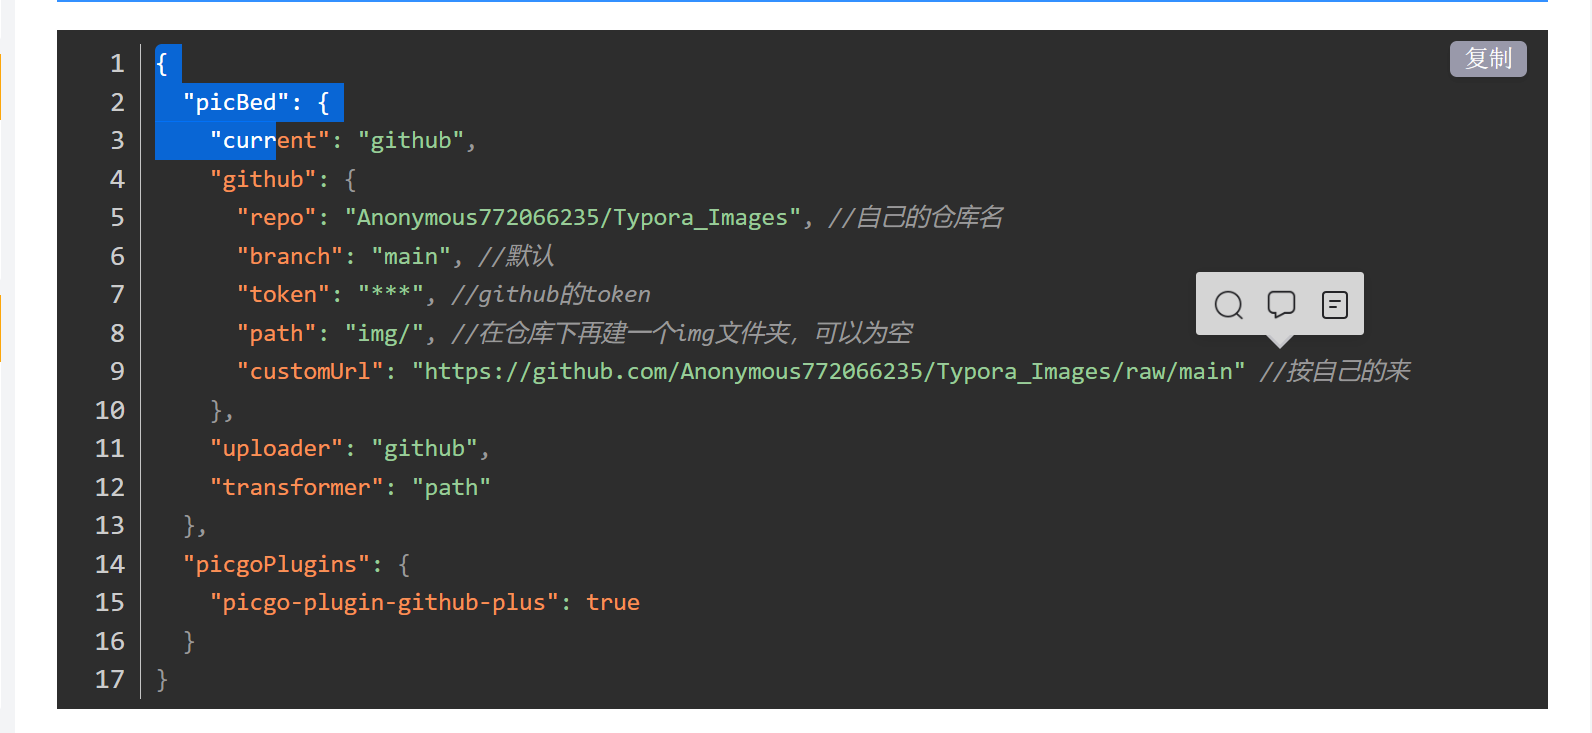 复制
1 {
2   "picBed": {
3     "current": "github",
4     "github": {
5       "repo": "Anonymous772066235/Typora_Images", //自己的仓库名
6       "branch": "main", //默认
7       "token": "***", //github的token
8       "path": "img/", //在仓库下再建一个img文件夹，可以为空
9       "customUrl": "https://github.com/Anonymous772066235/Typora_Images/raw/main" //按自己的来
10     },
11     "uploader": "github",
12     "transformer": "path"
13   },
14   "picgoPlugins": {
15     "picgo-plugin-github-plus": true
16   }
17 }